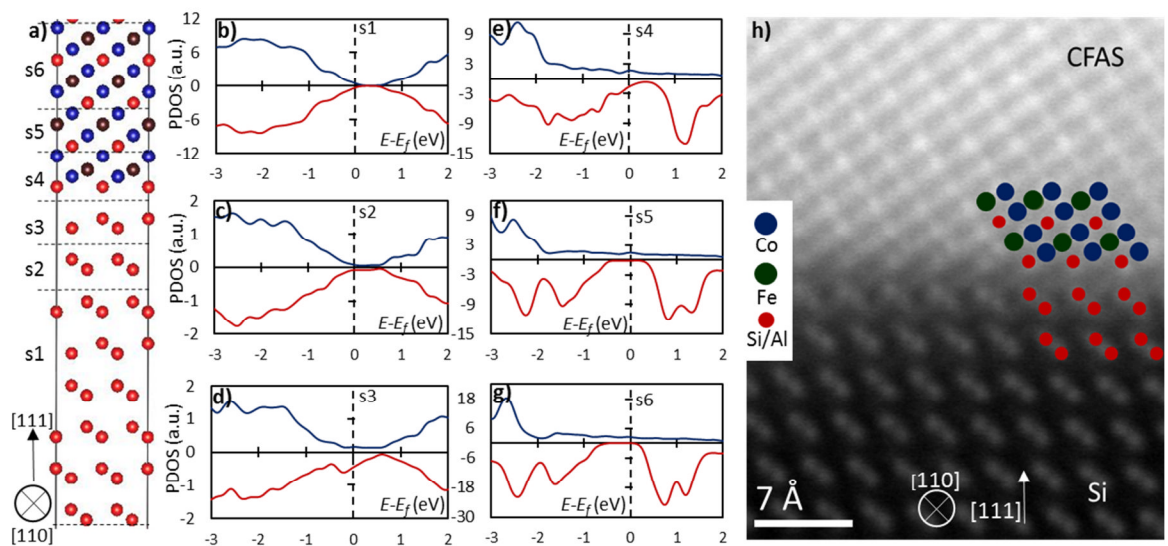 a)
s6
s5
s4
s3
s2
s1
[111]
[110]
b)
s1
PDOS (a.u.)
12
6
0
-6
-12
E-Ef (eV)
-3 -2 -1 0 1 2
c)
s2
PDOS (a.u.)
2
1
0
-1
-2
E-Ef (eV)
-3 -2 -1 0 1 2
d)
s3
PDOS (a.u.)
2
1
0
-1
-2
E-Ef (eV)
-3 -2 -1 0 1 2
e)
s4
9
3
-3
-9
-15
E-Ef (eV)
-3 -2 -1 0 1 2
f)
s5
9
3
-3
-9
-15
E-Ef (eV)
-3 -2 -1 0 1 2
g)
s6
18
6
-6
-18
-30
E-Ef (eV)
-3 -2 -1 0 1 2
h)
CFAS
Co
Fe
Si/Al
7 Å
[110]
[111]
Si